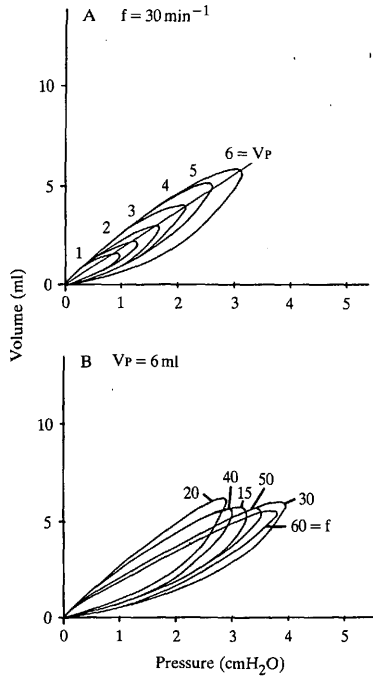 A f = 30 min⁻¹
10
6 = VP
5
4
5
3
2
1
0
0 1 2 3 4 5
Volume (ml)
B VP = 6 ml
10
20 40 15 50 30
5
60 = f
0
0 1 2 3 4 5
Pressure (cmH₂O)